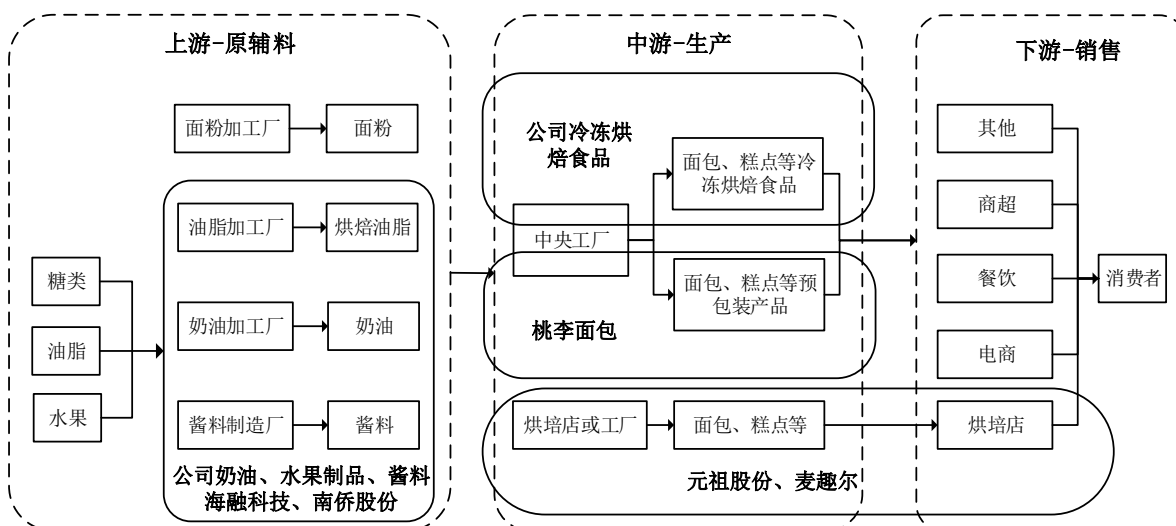 上游-原辅料
面粉加工厂
面粉
油脂加工厂
烘焙油脂
糖类
油脂
水果
奶油加工厂
奶油
酱料制造厂
酱料
公司奶油、水果制品、酱料
海融科技、南侨股份
中游-生产
公司冷冻烘
焙食品
面包、糕点等冷
冻烘焙食品
中央工厂
面包、糕点等预
包装产品
桃李面包
烘培店或工厂
面包、糕点等
元祖股份、麦趣尔
下游-销售
其他
商超
餐饮
电商
烘培店
消费者